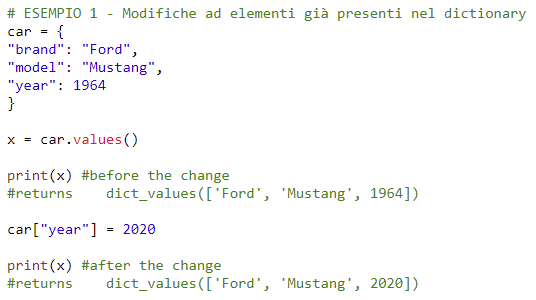 # ESEMPIO 1 - Modifiche ad elementi già presenti nel dictionary
car = {
"brand": "Ford",
"model": "Mustang",
"year": 1964
}
x = car.values()
print(x) #before the change
#returns    dict_values(['Ford', 'Mustang', 1964])
car["year"] = 2020
print(x) #after the change
#returns    dict_values(['Ford', 'Mustang', 2020])